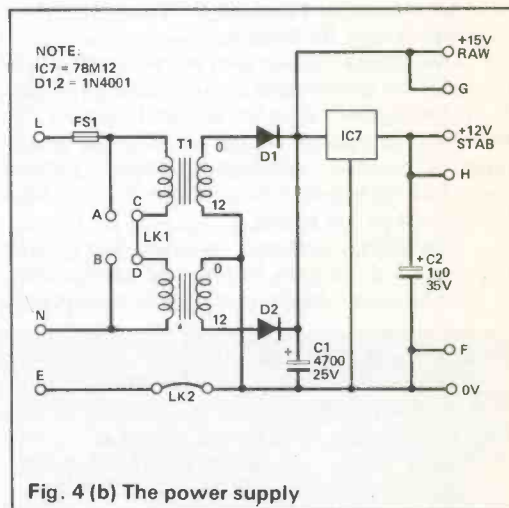 NOTE:
IC7 = 78M12
D1,2 = 1N4001
+15V
RAW
G
L
FS1
T1
0
D1
IC7
+12V
STAB
H
A
C
LK1
12
B
D
0
+
C2
1u0
35V
N
12
D2
+
C1
4700
25V
F
E
LK2
0V
Fig. 4 (b) The power supply